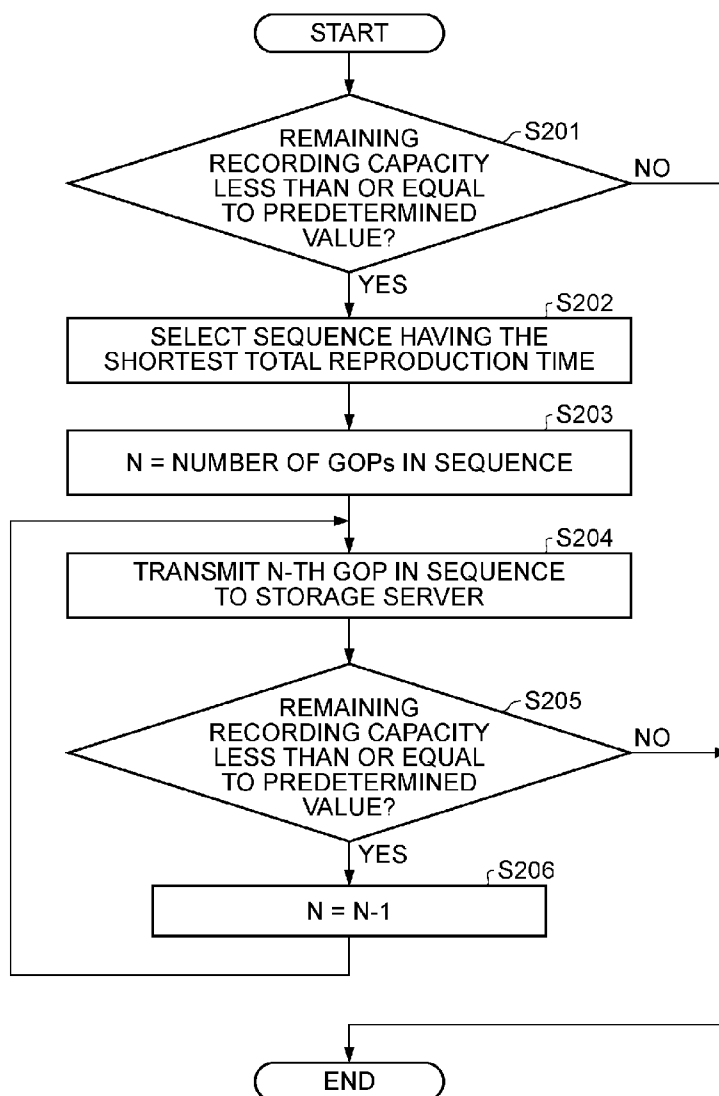 START
S201
REMAINING
RECORDING CAPACITY
LESS THAN OR EQUAL
TO PREDETERMINED
VALUE?
NO
YES
S202
SELECT SEQUENCE HAVING THE
SHORTEST TOTAL REPRODUCTION TIME
S203
N = NUMBER OF GOPs IN SEQUENCE
S204
TRANSMIT N-TH GOP IN SEQUENCE
TO STORAGE SERVER
S205
REMAINING
RECORDING CAPACITY
LESS THAN OR EQUAL
TO PREDETERMINED
VALUE?
NO
YES
S206
N = N-1
END